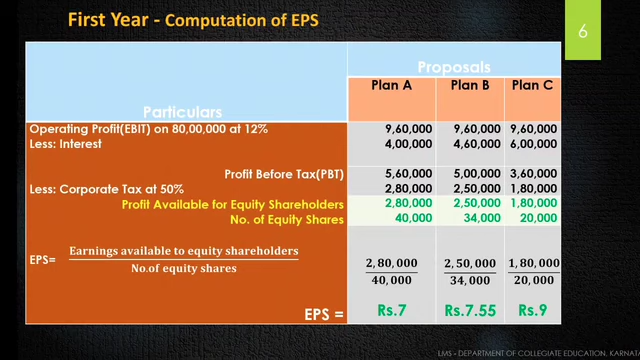 First Year - Computation of EPS
6
Proposals
Particulars
Plan A Plan B Plan C
Operating Profit(EBIT) on 80,00,000 at 12% 9,60,000 9,60,000 9,60,000
Less: Interest 4,00,000 4,60,000 6,00,000
Profit Before Tax(PBT) 5,60,000 5,00,000 3,60,000
Less: Corporate Tax at 50% 2,80,000 2,50,000 1,80,000
Profit Available for Equity Shareholders 2,80,000 2,50,000 1,80,000
No. of Equity Shares 40,000 34,000 20,000
EPS= Earnings available to equity shareholders
No.of equity shares
2,80,000 2,50,000 1,80,000
40,000 34,000 20,000
EPS = Rs.7 Rs.7.55 Rs.9
LMS - DEPARTMENT OF COLLEGIATE EDUCATION, KARNAT